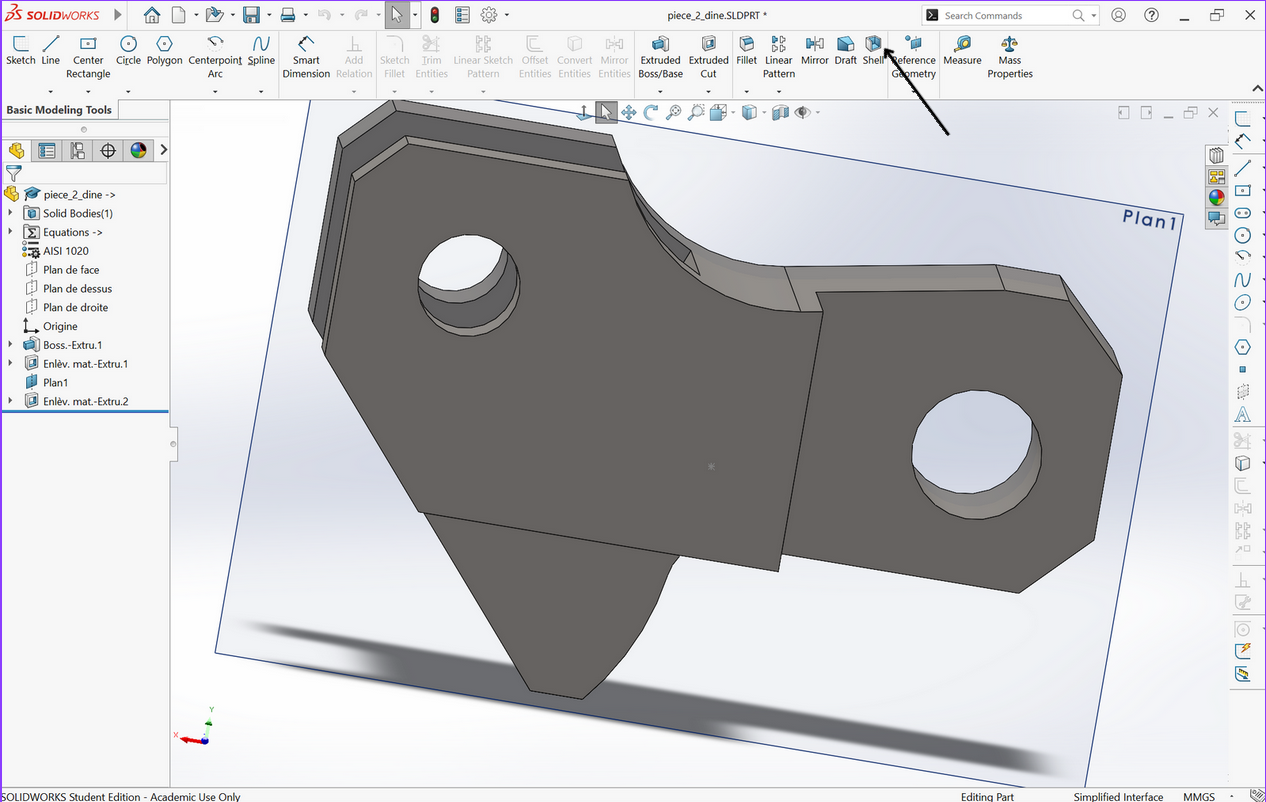 SOLIDWORKS
piece_2_dine.SLDPRT *
Search Commands
Sketch Line Center Rectangle Circle Polygon Centerpoint Arc Spline Smart Dimension Add Relation Sketch Fillet Trim Entities Linear Sketch Pattern Offset Entities Convert Entities Mirror Entities Extruded Boss/Base Extruded Cut Fillet Linear Pattern Mirror Draft Shell Reference Geometry Measure Mass Properties
Basic Modeling Tools
piece_2_dine ->
Solid Bodies(1)
Equations ->
AISI 1020
Plan de face
Plan de dessus
Plan de droite
Origine
Boss.-Extru.1
Enlèv. mat.-Extru.1
Plan1
Enlèv. mat.-Extru.2
Plan1
Y
X
SOLIDWORKS Student Edition - Academic Use Only
Editing Part
Simplified Interface
MMGS